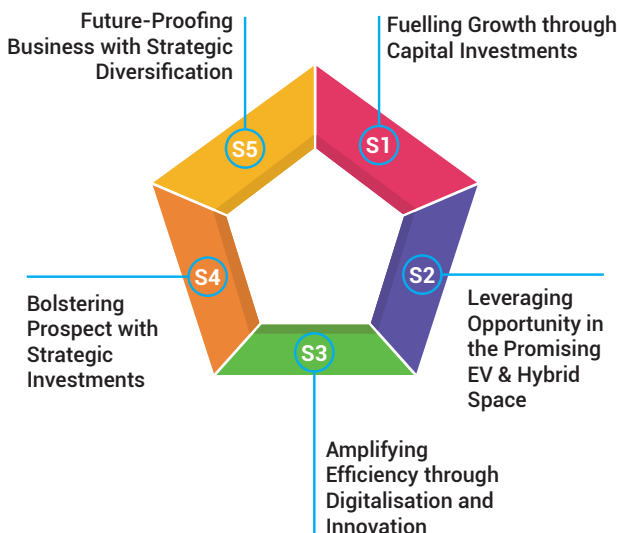 Future-Proofing
Business with Strategic
Diversification
Fuelling Growth through
Capital Investments
S5
S1
S4
S2
Bolstering
Prospect with
Strategic
Investments
Leveraging
Opportunity in
the Promising
EV & Hybrid
Space
S3
Amplifying
Efficiency through
Digitalisation and
Innovation